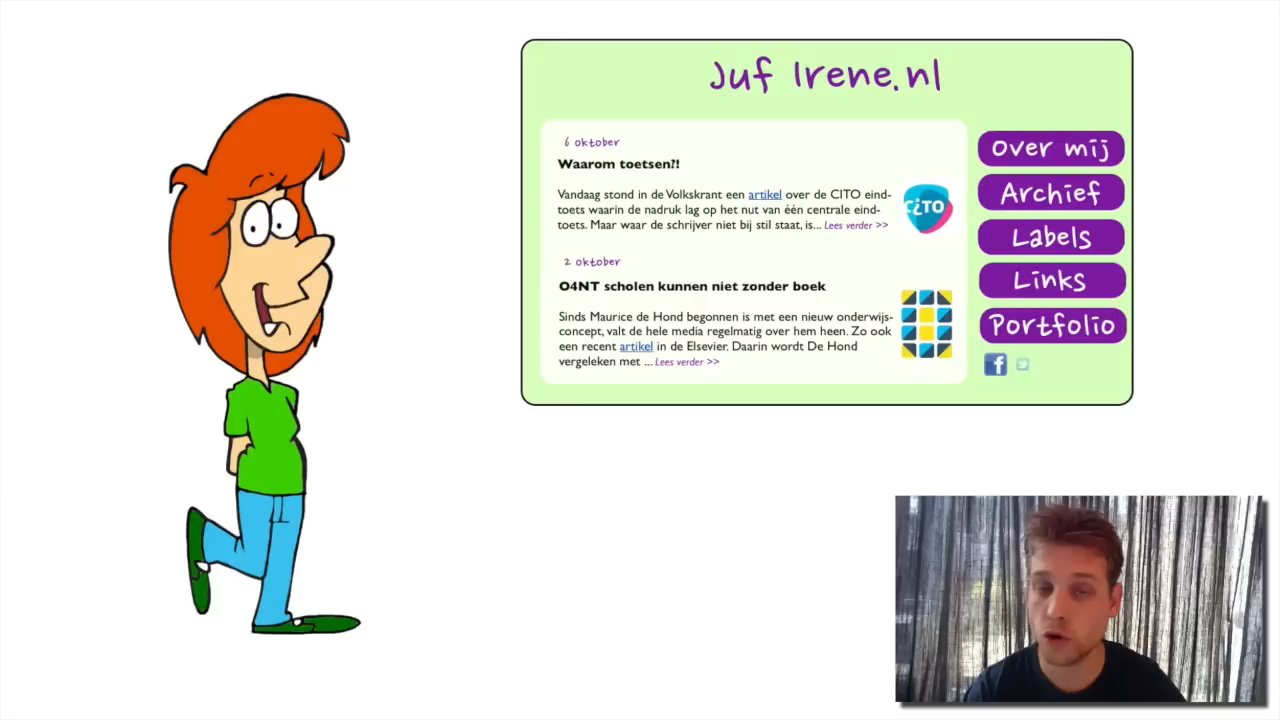 Juf Irene.nl
6 oktober
Waarom toetsen?!
Vandaag stond in de Volkskrant een artikel over de CITO eind-
toets waarin de nadruk lag op het nut van één centrale eind-
toets. Maar waar de schrijver niet bij stil staat, is... Lees verder >>
CiTO
2 oktober
O4NT scholen kunnen niet zonder boek
Sinds Maurice de Hond begonnen is met een nieuw onderwijs-
concept, valt de hele media regelmatig over hem heen. Zo ook
een recent artikel in de Elsevier. Daarin wordt De Hond
vergeleken met ... Lees verder >>
Over mij
Archief
Labels
Links
Portfolio
f